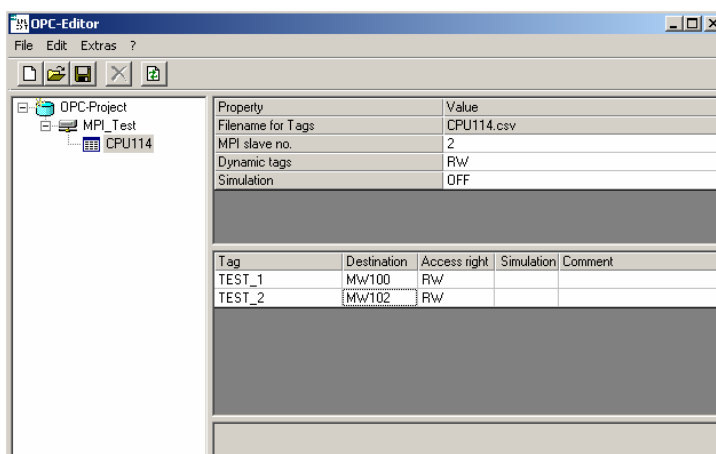 OPC-Editor
File Edit Extras ?
OPC-Project
MPI_Test
CPU114
Property Value
Filename for Tags CPU114.csv
MPI slave no. 2
Dynamic tags RW
Simulation OFF
Tag Destination Access right Simulation Comment
TEST_1 MW100 RW
TEST_2 MW102 RW